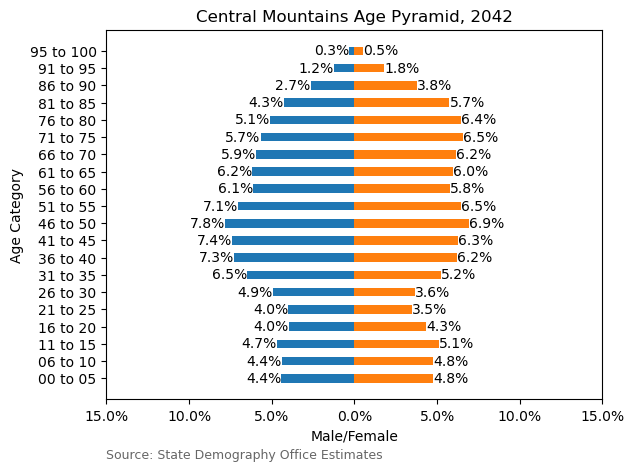 Central Mountains Age Pyramid, 2042
Age Category
95 to 100 0.3% 0.5%
91 to 95 1.2% 1.8%
86 to 90 2.7% 3.8%
81 to 85 4.3% 5.7%
76 to 80 5.1% 6.4%
71 to 75 5.7% 6.5%
66 to 70 5.9% 6.2%
61 to 65 6.2% 6.0%
56 to 60 6.1% 5.8%
51 to 55 7.1% 6.5%
46 to 50 7.8% 6.9%
41 to 45 7.4% 6.3%
36 to 40 7.3% 6.2%
31 to 35 6.5% 5.2%
26 to 30 4.9% 3.6%
21 to 25 4.0% 3.5%
16 to 20 4.0% 4.3%
11 to 15 4.7% 5.1%
06 to 10 4.4% 4.8%
00 to 05 4.4% 4.8%
15.0% 10.0% 5.0% 0.0% 5.0% 10.0% 15.0%
Male/Female
Source: State Demography Office Estimates